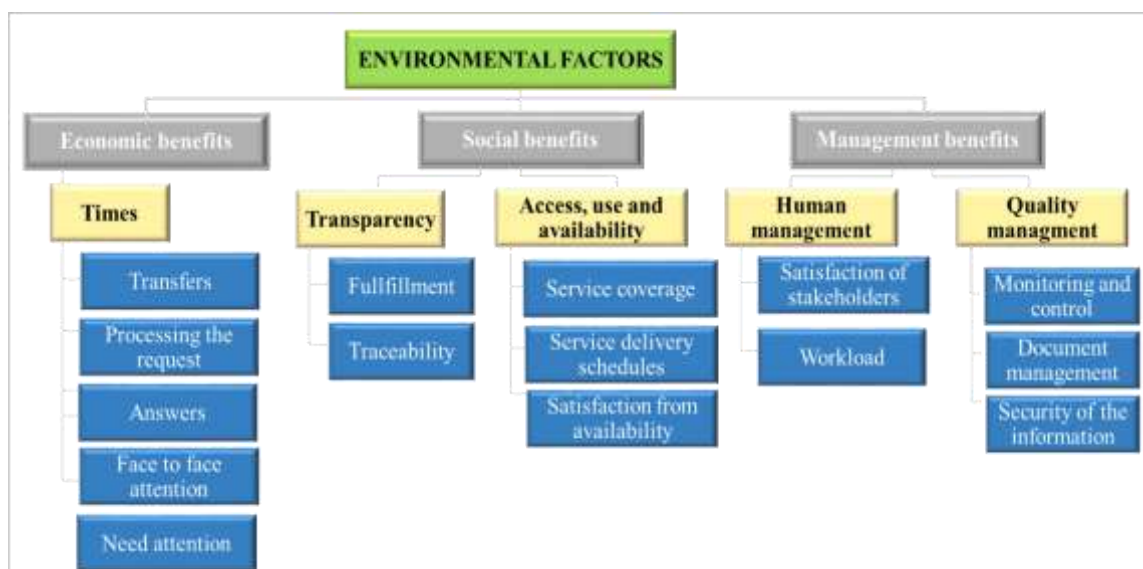 ENVIRONMENTAL FACTORS
Economic benefits
Social benefits
Management benefits
Times
Transparency
Access, use and
availability
Human
management
Quality
managment
Transfers
Processing the
request
Answers
Face to face
attention
Need attention
Fullfillment
Traceability
Service coverage
Service delivery
schedules
Satisfaction from
availability
Satisfaction of
stakeholders
Workload
Monitoring and
control
Document
management
Security of the
information